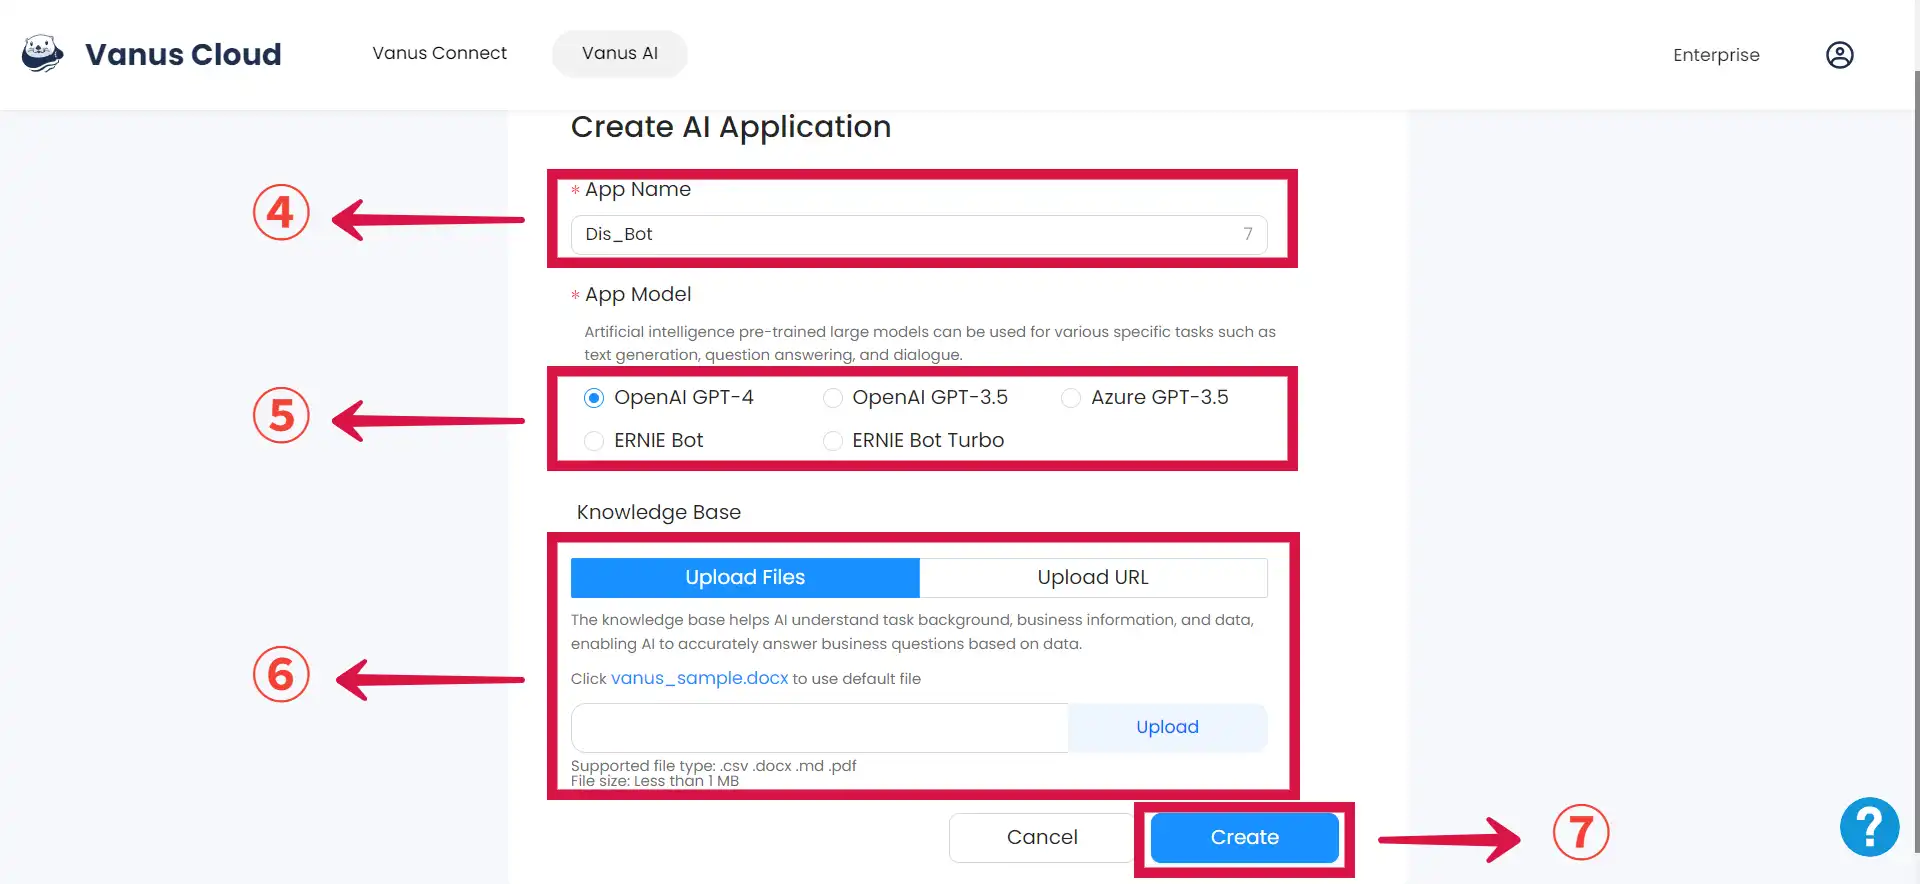 Vanus Cloud
Vanus Connect
Vanus AI
Enterprise
Create AI Application
④
* App Name
Dis_Bot
7
* App Model
Artificial intelligence pre-trained large models can be used for various specific tasks such as
text generation, question answering, and dialogue.
⑤
OpenAI GPT-4
OpenAI GPT-3.5
Azure GPT-3.5
ERNIE Bot
ERNIE Bot Turbo
Knowledge Base
Upload Files
Upload URL
The knowledge base helps AI understand task background, business information, and data,
enabling AI to accurately answer business questions based on data.
⑥
Click vanus_sample.docx to use default file
Upload
Supported file type: .csv .docx .md .pdf
File size: Less than 1 MB
Cancel
Create
⑦
?